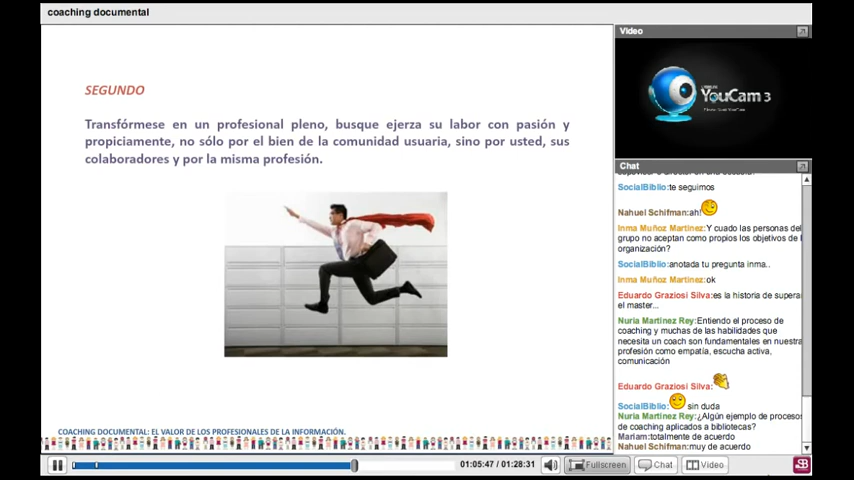 coaching documental
SEGUNDO
Transfórmese en un profesional pleno, busque ejerza su labor con pasión y
propiciamente, no sólo por el bien de la comunidad usuaria, sino por usted, sus
colaboradores y por la misma profesión.
COACHING DOCUMENTAL: EL VALOR DE LOS PROFESIONALES DE LA INFORMACIÓN.
Video
YouCam 3
Chat
SocialBiblio:te seguimos
Nahuel Schifman:ah!
Inma Muñoz Martinez:Y cuado las personas del
grupo no aceptan como propios los objetivos de l
organización?
SocialBiblio:anotada tu pregunta inma..
Inma Muñoz Martinez:ok
Eduardo Graziosi Silva:es la historia de supera
el master...
Nuria Martinez Rey:Entiendo el proceso de
coaching y muchas de las habilidades que
necesita un coach son fundamentales en nuestra
profesión como empatía, escucha activa,
comunicación
Eduardo Graziosi Silva:
SocialBiblio: sin duda
Nuria Martinez Rey:¿Algún ejemplo de procesos
de coaching aplicados a bibliotecas?
Mariam:totalmente de acuerdo
Nahuel Schifman:muy de acuerdo
01:05:47 / 01:28:31
Fullscreen
Chat
Video